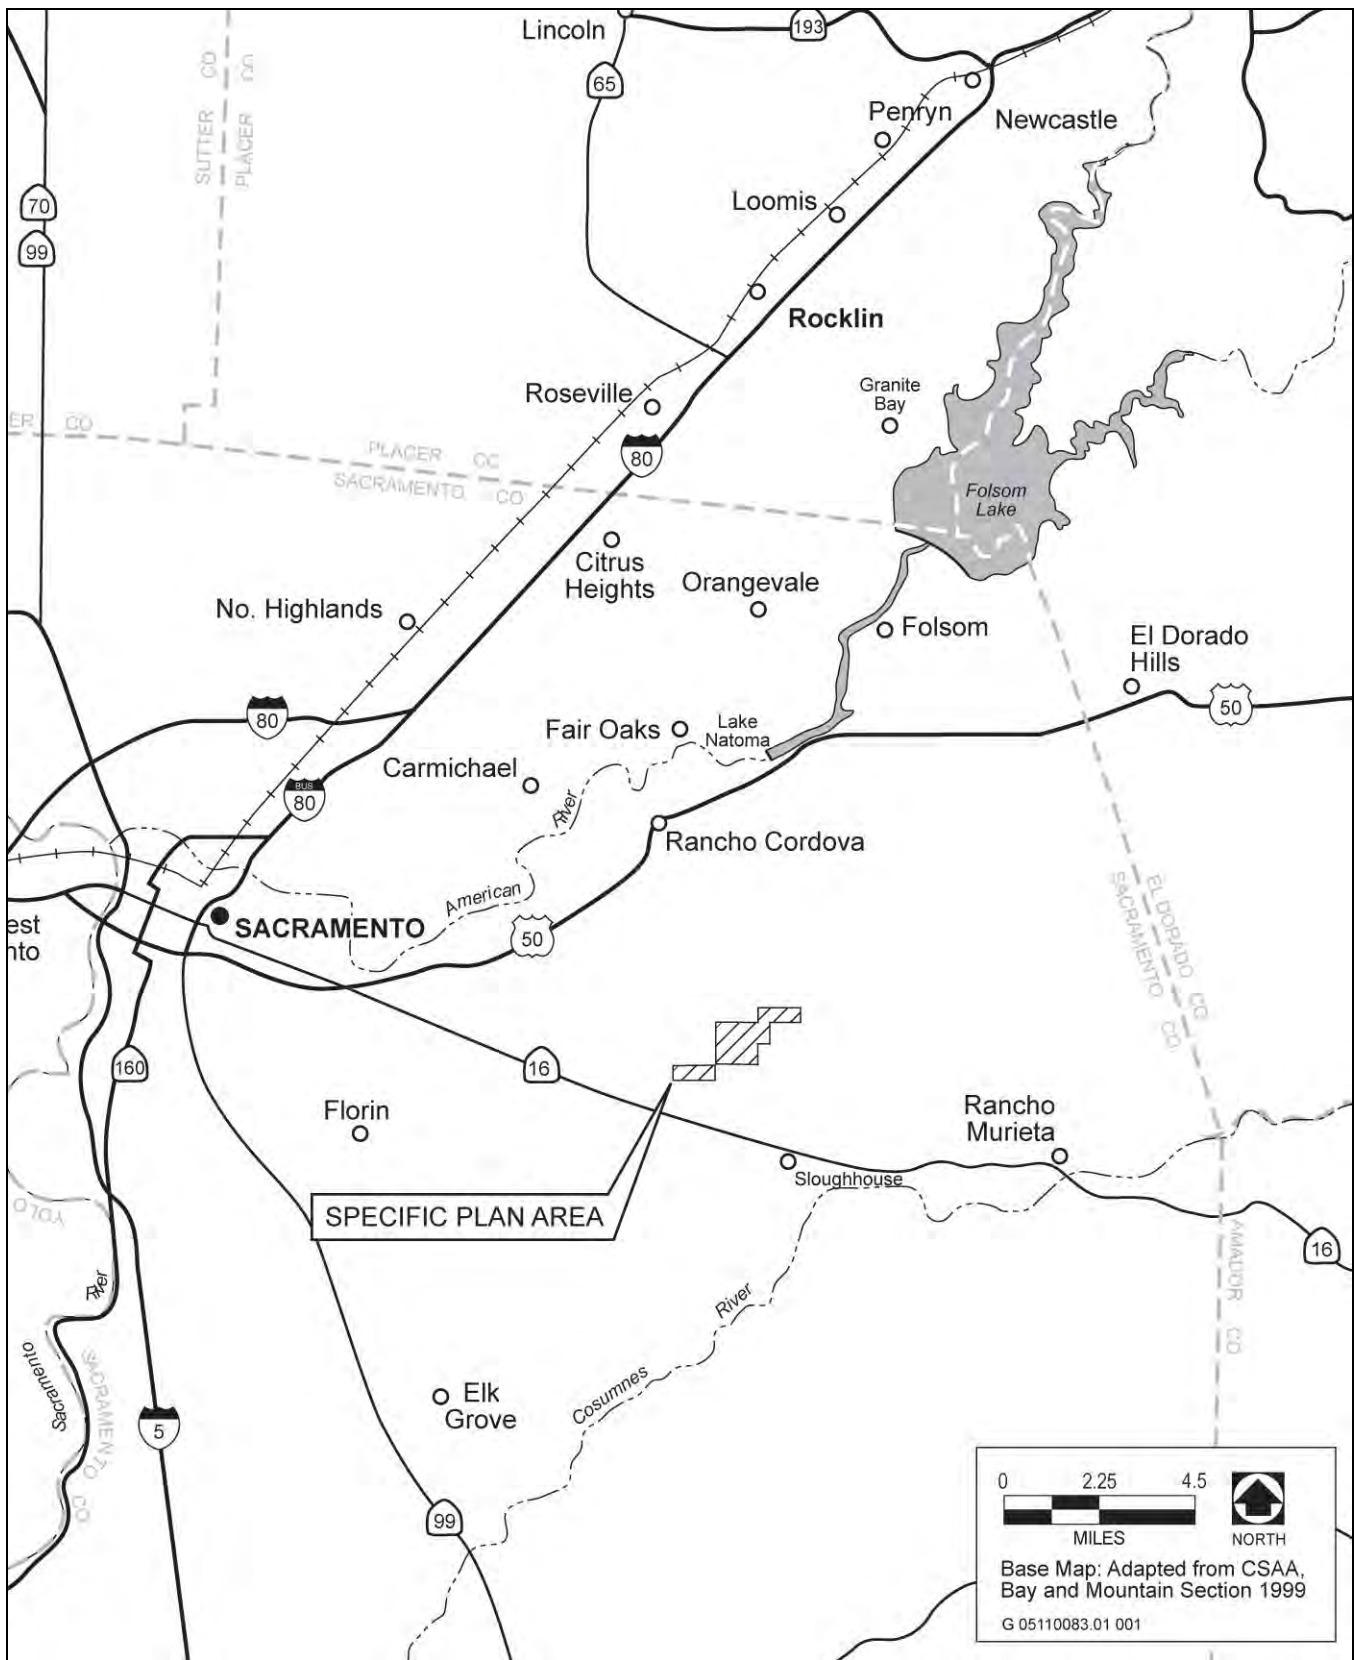 Lincoln
193
65
SUTTER CO
PLACER CO
Penryn
Newcastle
70
99
Loomis
Rocklin
Roseville
Granite
Bay
CO
80
PLACER CO
SACRAMENTO CO
Folsom
Lake
Citrus
Heights
Orangevale
No. Highlands
Folsom
El Dorado
Hills
80
50
Fair Oaks
Lake
Natoma
Carmichael
BUS
80
River
Rancho Cordova
American
SACRAMENTO
est
nto
50
EL DORADO CO
SACRAMENTO CO
160
16
Florin
Rancho
Murieta
Sloughhouse
SPECIFIC PLAN AREA
YOLO
16
AMADOR CO
River
Sacramento
SACRAMENTO CO
River
Cosumnes
Elk
Grove
5
99
0 2.25 4.5
MILES
NORTH
Base Map: Adapted from CSAA,
Bay and Mountain Section 1999
G 05110083.01 001